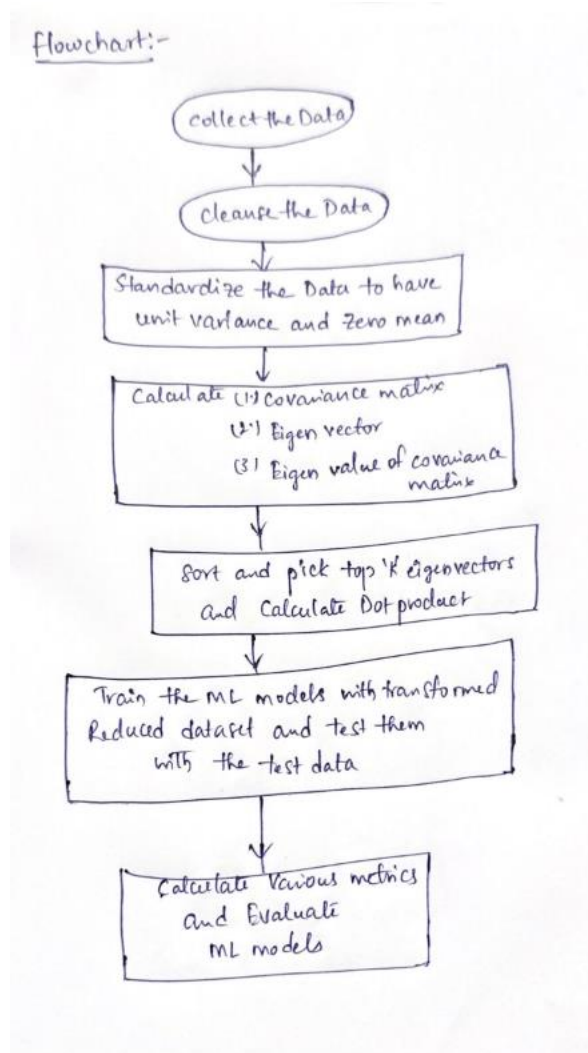 flowchart:-
collect the Data
cleanse the Data
Standardize the Data to have
unit variance and zero mean
Calculate (1) Covariance matrix
(2) Eigen vector
(3) Eigen value of covariance
matrix
Sort and pick top 'K' eigenvectors
and Calculate Dot product
Train the ML models with transformed
Reduced dataset and test them
with the test data
Calculate Various metrics
and Evaluate
ML models